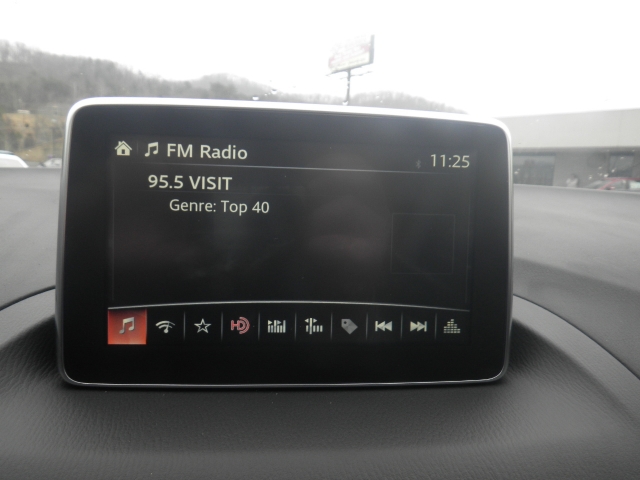 FM Radio
11:25
95.5 VISIT
Genre: Top 40
HD